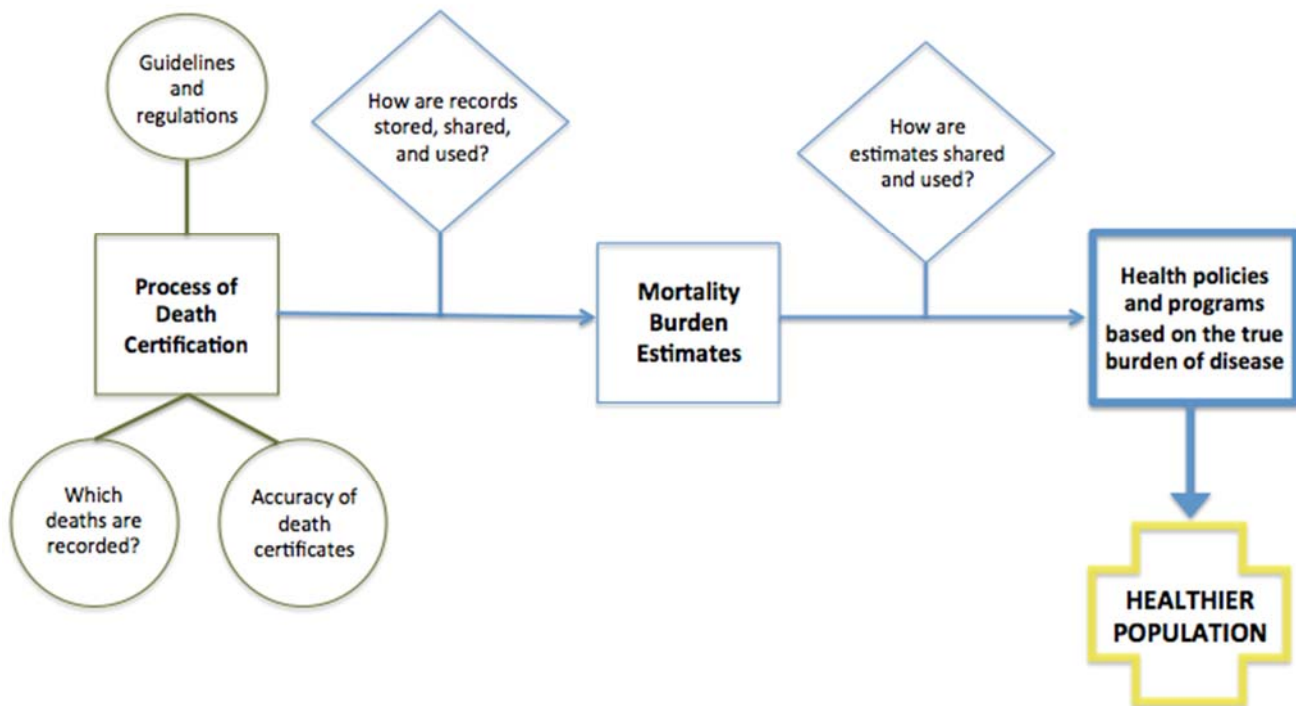 Guidelines
and
regulations
How are records
stored, shared,
and used?
How are
estimates shared
and used?
Process of
Death
Certification
Mortality
Burden
Estimates
Health policies
and programs
based on the true
burden of disease
Which
deaths are
recorded?
Accuracy of
death
certificates
HEALTHIER
POPULATION